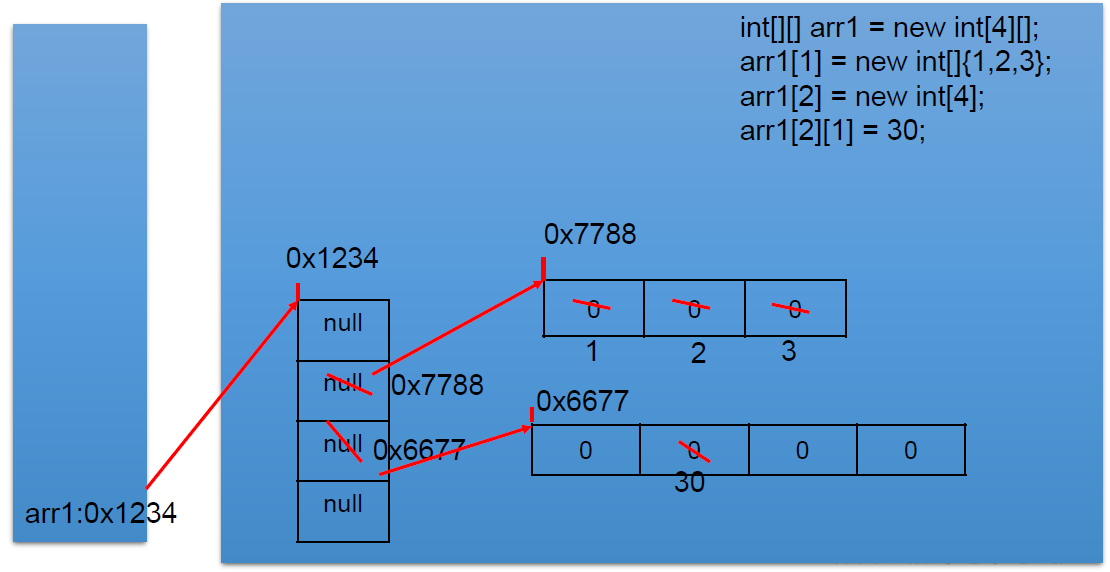 int[][] arr1 = new int[4][];
arr1[1] = new int[]{1,2,3};
arr1[2] = new int[4];
arr1[2][1] = 30;
0x7788
0x1234
null
0 0 0
1 2 3
null 0x7788
0x6677
null 0x6677
0 0 0 0
30
null
arr1:0x1234